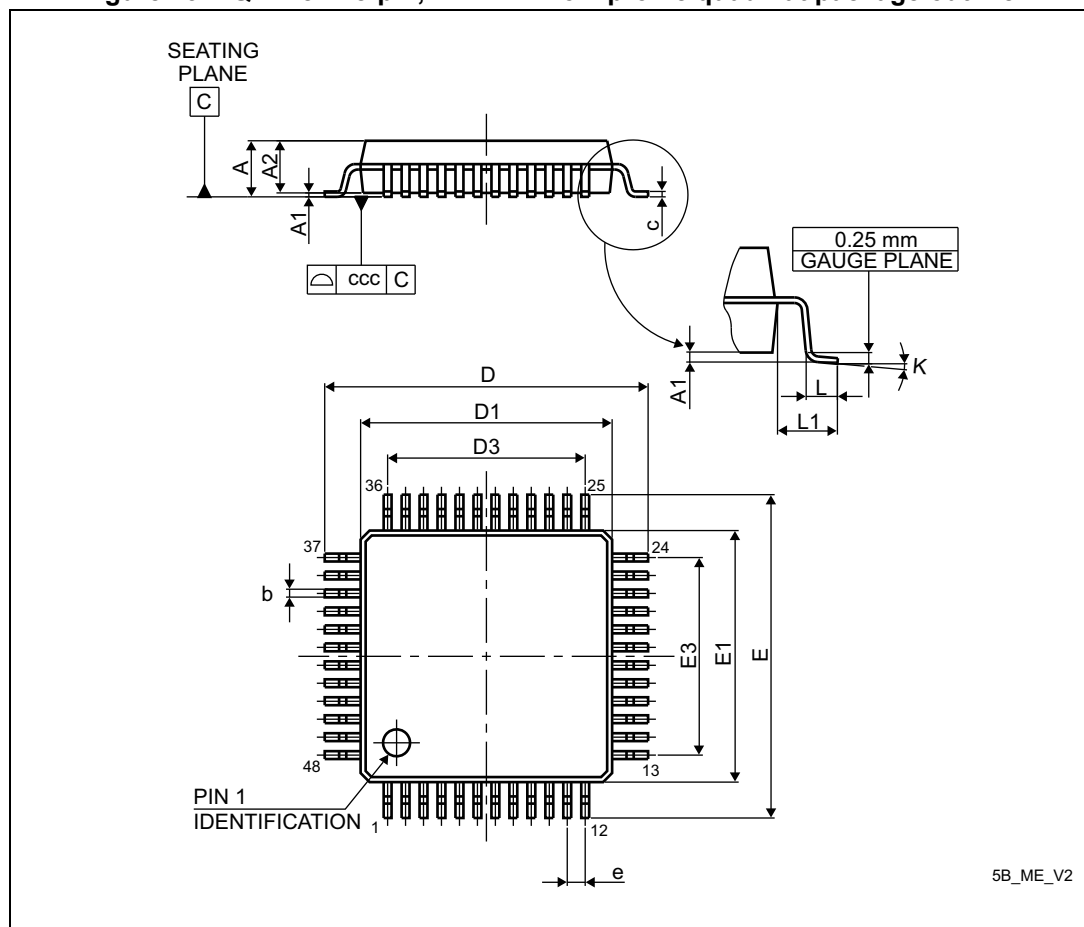 SEATING
PLANE
C
A
A2
A1
c
ccc C
0.25 mm
GAUGE PLANE
A1
K
L
L1
D
D1
D3
36
25
37
24
b
E3
E1
E
48
13
PIN 1
IDENTIFICATION
1
12
e
5B_ME_V2